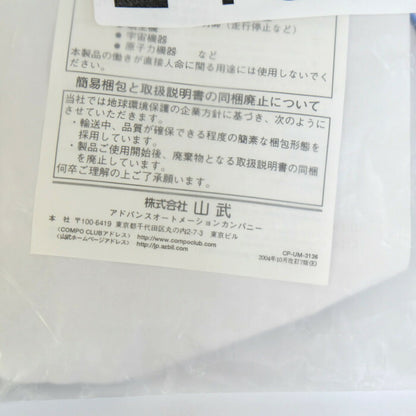 ・宇宙機器
・原子力機器　など
本製品の働きが直接人命に関る用途には使用しないでください。
簡易梱包と取扱説明書の同梱廃止について
当社では地球環境保護の企業方針に基づき、次のように
させていただきます。
・輸送中、品質が確保できる程度の簡素な梱包形態を
採用しています。
・製品ご使用開始後、廃棄物となる取扱説明書の同梱
を廃止しています。
何卒ご理解の上ご了承願います。
株式会社 山武
アドバンスオートメーションカンパニー
本 社 〒100-6419 東京都千代田区丸の内2-7-3 東京ビル
〈COMPO CLUBアドレス〉 http://www.compoclub.com
〈山武ホームページアドレス〉 http://jp.azbil.com
CP-UM-3136
2004年10月改訂7版(Z)